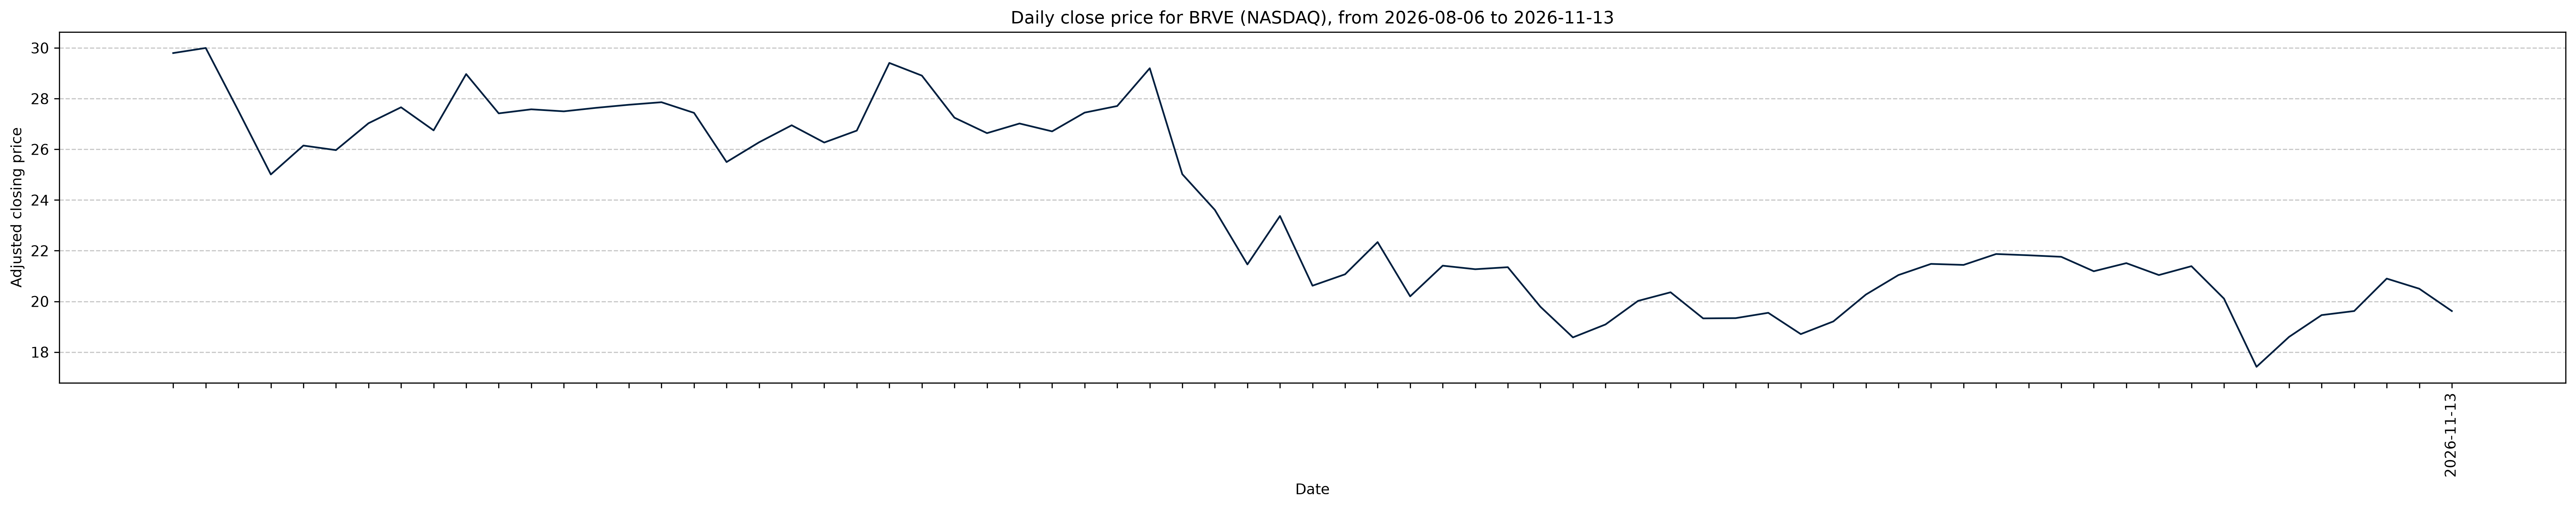 Daily close price for BRVE (NASDAQ), from 2026-08-06 to 2026-11-13
Adjusted closing price
30
28
26
24
22
20
18
2026-11-13
Date